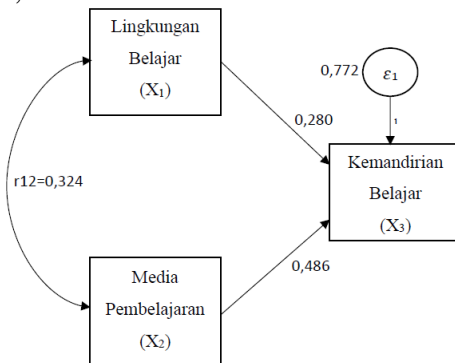 Lingkungan
Belajar
(X₁)
0,772
ε₁
0,280
1
r12=0,324
Kemandirian
Belajar
(X₃)
0,486
Media
Pembelajaran
(X₂)